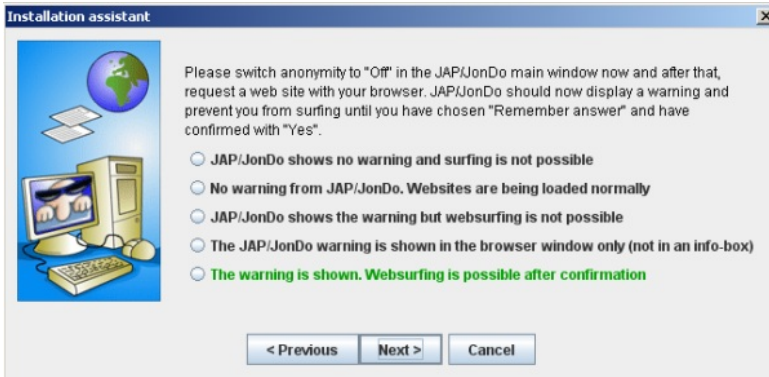 Installation assistant
Please switch anonymity to "Off" in the JAP/JonDo main window now and after that,
request a web site with your browser. JAP/JonDo should now display a warning and
prevent you from surfing until you have chosen "Remember answer" and have
confirmed with "Yes".
JAP/JonDo shows no warning and surfing is not possible
No warning from JAP/JonDo. Websites are being loaded normally
JAP/JonDo shows the warning but websurfing is not possible
The JAP/JonDo warning is shown in the browser window only (not in an info-box)
The warning is shown. Websurfing is possible after confirmation
< Previous Next > Cancel